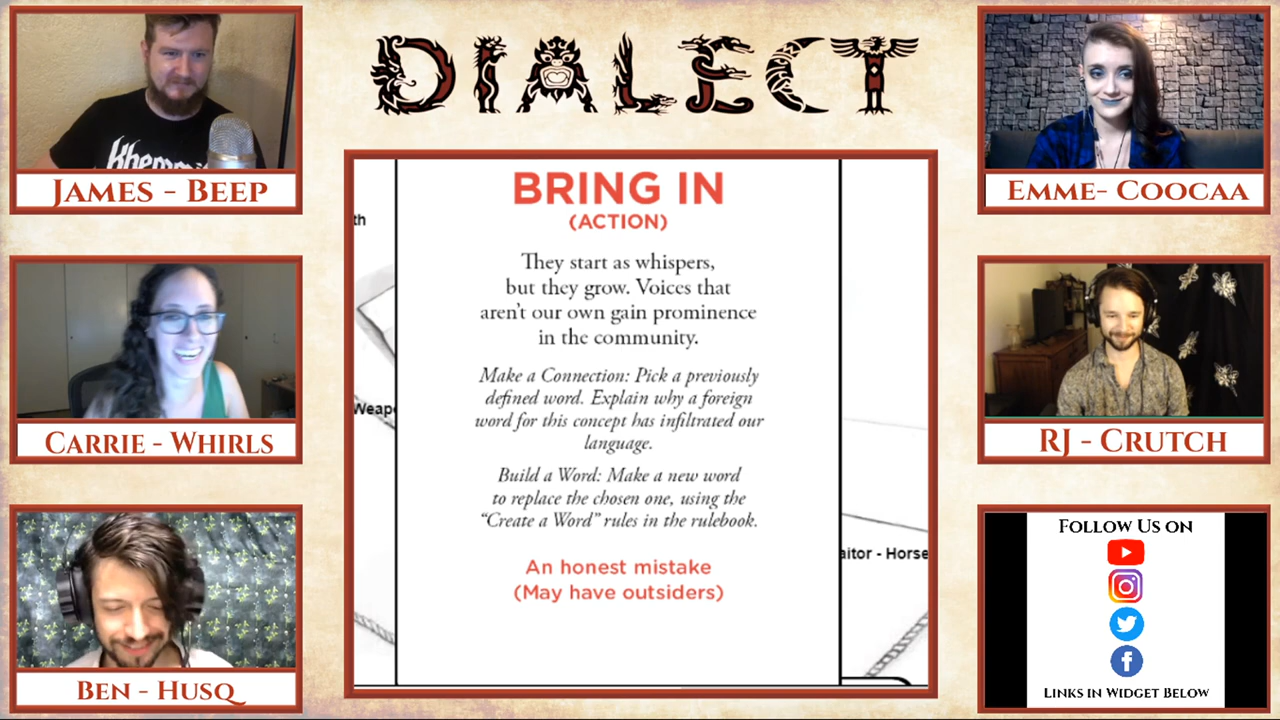 DIALECT
JAMES - BEEP
EMME- COOCAA
BRING IN
(ACTION)
th
They start as whispers,
but they grow. Voices that
aren't our own gain prominence
in the community.
Make a Connection: Pick a previously
defined word. Explain why a foreign
word for this concept has infiltrated our
language.
Weap
CARRIE - WHIRLS
RJ - CRUTCH
Build a Word: Make a new word
to replace the chosen one, using the
“Create a Word” rules in the rulebook.
aitor - Horse
An honest mistake
(May have outsiders)
BEN - HUSQ
FOLLOW US ON
LINKS IN WIDGET BELOW